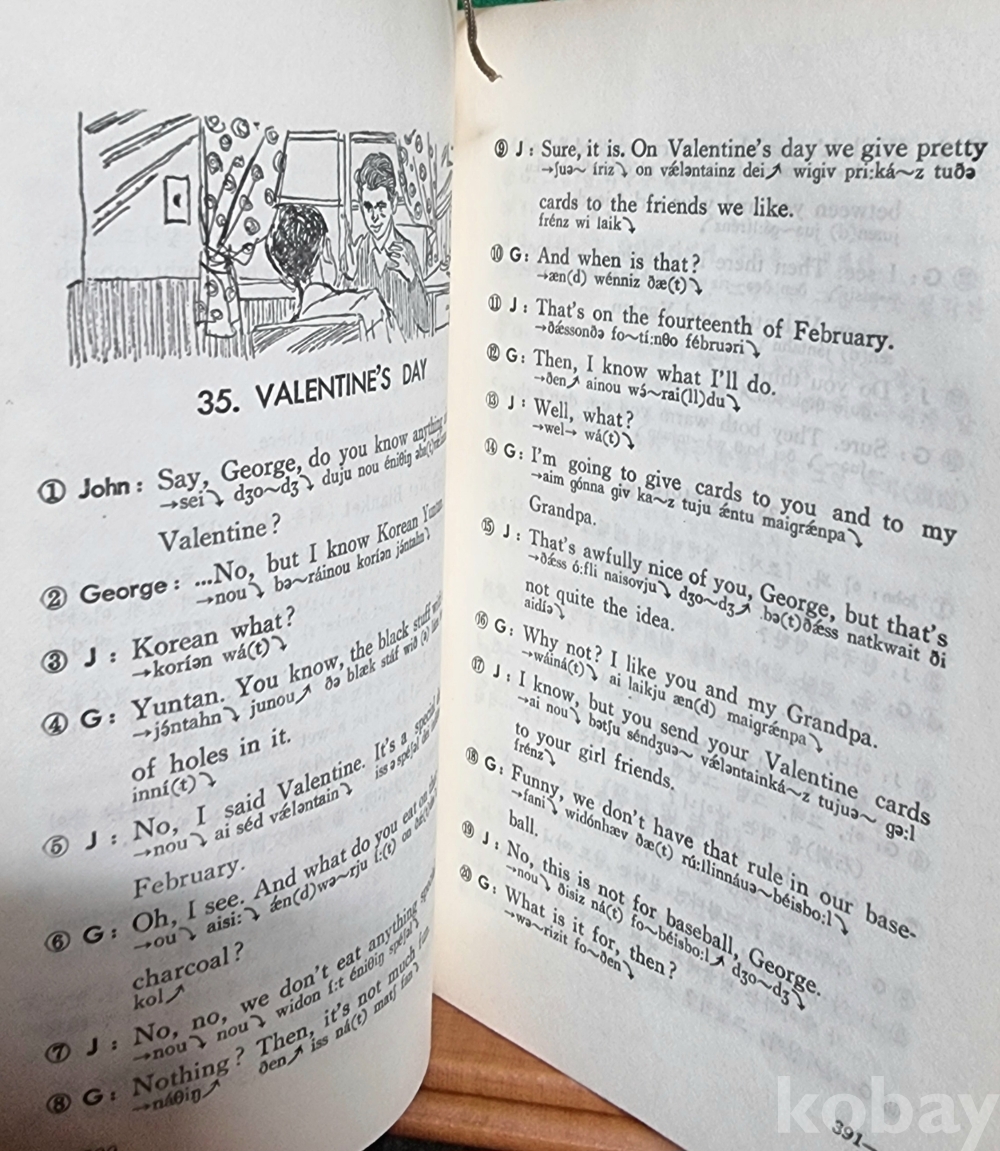 35. VALENTINE'S DAY
① John : Say, George, do you know anything
→sei↘ dʒo～dʒ↘ duju nou éniθiŋ
Valentine ?
② George : ...No, but I know Korean Yuntan
→nou↘ bə～ráinou koríən jóntahn↘
③ J : Korean what ?
→koríən wá(t)↘
④ G : Yuntan. You know, the black stuff
→jóntahn↘ junou↗ ðə blæk stʌ́f wið (ə)
of holes in it.
inní(t)↘
⑤ J : No, I said Valentine. It's a special
→nou↘ ai séd vǽləntain↘ iss ə spéʃəl
February.
⑥ G : Oh, I see. And what do you eat on
→ou↘ aisi:↘ ǽn(d)wə～rju í:(t) on
charcoal ?
kol↗
⑦ J : No, no, we don't eat anything
→nou↘ nou↘ widon í:t éniθiŋ spéʃəl↘
⑧ G : Nothing ? Then, it's not much fun
→nʌ́θiŋ↗ ðen↗ iss ná(t) mʌtʃ fʌn↘
⑨ J : Sure, it is. On Valentine's day we give pretty
→ʃuə～ íriz↘ on vǽləntainz dei↗ wigiv pri:ká～z tuðə
cards to the friends we like.
frénz wi laik↘
⑩ G : And when is that ?
→æn(d) wénniz ðæ(t)↘
⑪ J : That's on the fourteenth of February.
→ðǽssonðə fo～tí:nθo fébruəri↘
⑫ G : Then, I know what I'll do.
→ðen↗ ainou wə́～rai(ll)du↘
⑬ J : Well, what ?
→wel→ wá(t)↘
⑭ G : I'm going to give cards to you and to my
→aim gónna giv ka～z tuju ǽntu maigrǽnpa↘
Grandpa.
⑮ J : That's awfully nice of you, George, but that's
→ðǽss ó:fli naisovju↘ dʒo～dʒ↗ bə(t)ðǽss natkwait ði
not quite the idea.
aidíə↘
⑯ G : Why not ? I like you and my Grandpa.
→wáiná(t)↘ ai laikju æn(d) maigrǽnpa↘
⑰ J : I know, but you send your Valentine cards
→ai nou↘ bətʃu séndʒuə～ vǽləntainká～z tujuə～ gə:l
to your girl friends.
frénz↘
⑱ G : Funny, we don't have that rule in our base-
→fani↘ widónhæv ðæ(t) rú:llinnáuə～béisbo:l↘
ball.
⑲ J : No, this is not for baseball, George.
→nou↘ ðisiz ná(t) fo～béisbo:l↗ dʒo～dʒ↘
⑳ G : What is it for, then ?
→wə～rizit fo～ðen↘
391—
kobay